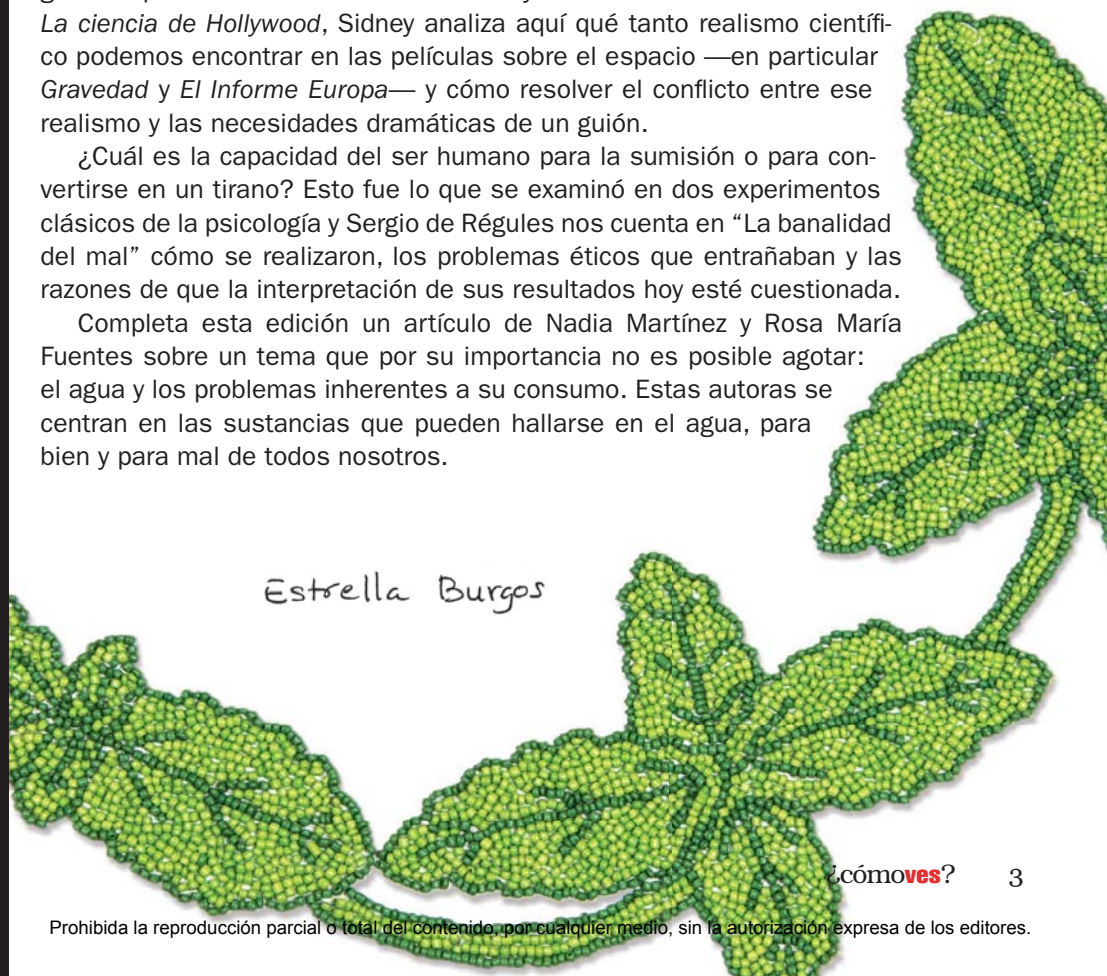 La ciencia de Hollywood, Sidney analiza aquí qué tanto realismo científi-
co podemos encontrar en las películas sobre el espacio —en particular
Gravedad y El Informe Europa— y cómo resolver el conflicto entre ese
realismo y las necesidades dramáticas de un guión.
¿Cuál es la capacidad del ser humano para la sumisión o para con-
vertirse en un tirano? Esto fue lo que se examinó en dos experimentos
clásicos de la psicología y Sergio de Régules nos cuenta en “La banalidad
del mal” cómo se realizaron, los problemas éticos que entrañaban y las
razones de que la interpretación de sus resultados hoy esté cuestionada.
Completa esta edición un artículo de Nadia Martínez y Rosa María
Fuentes sobre un tema que por su importancia no es posible agotar:
el agua y los problemas inherentes a su consumo. Estas autoras se
centran en las sustancias que pueden hallarse en el agua, para
bien y para mal de todos nosotros.
Estrella Burgos
¿cómoves? 3
Prohibida la reproducción parcial o total del contenido, por cualquier medio, sin la autorización expresa de los editores.